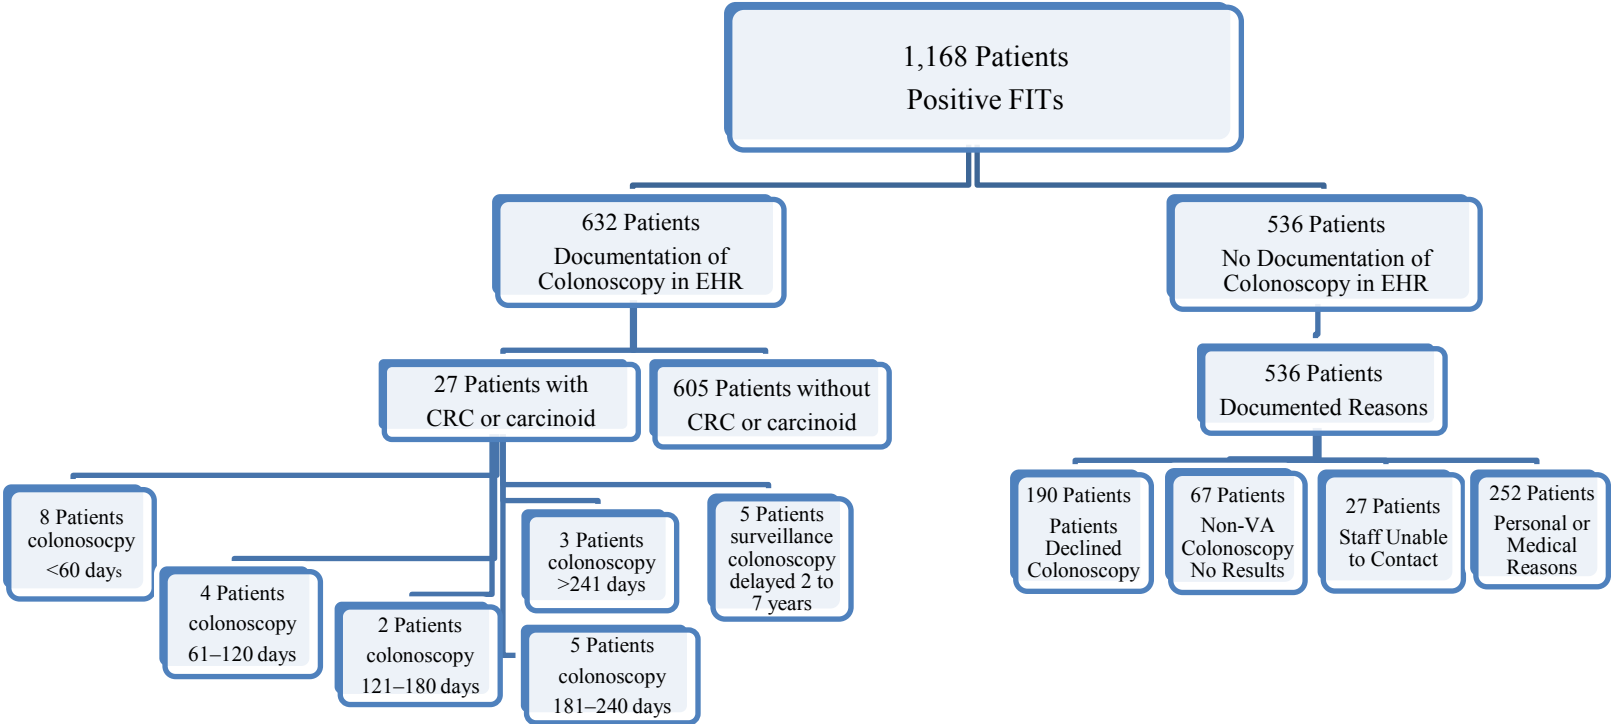 1,168 Patients
Positive FITs
632 Patients
Documentation of
Colonoscopy in EHR
536 Patients
No Documentation of
Colonoscopy in EHR
27 Patients with
CRC or carcinoid
605 Patients without
CRC or carcinoid
536 Patients
Documented Reasons
8 Patients
colonosocpy
<60 days
4 Patients
colonoscopy
61–120 days
2 Patients
colonoscopy
121–180 days
3 Patients
colonoscopy
>241 days
5 Patients
colonoscopy
181–240 days
5 Patients
surveillance
colonoscopy
delayed 2 to
7 years
190 Patients
Patients
Declined
Colonoscopy
67 Patients
Non-VA
Colonoscopy
No Results
27 Patients
Staff Unable
to Contact
252 Patients
Personal or
Medical
Reasons